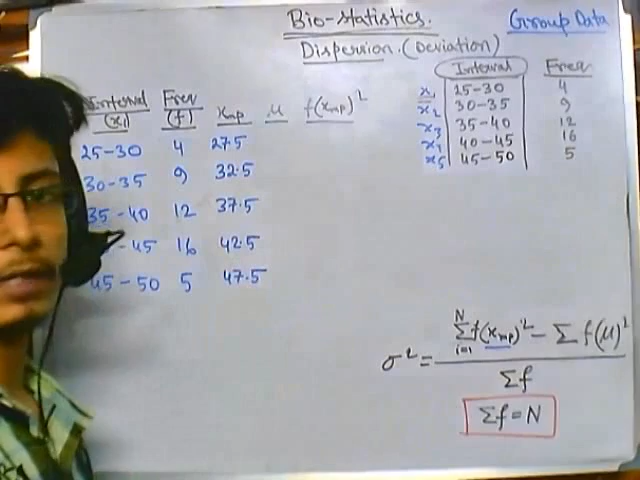 Bio-statistics. Group Data
Dispersion. (Deviation)
Interval Freq
x₁ 25-30 4
x₂ 30-35 9
x₃ 35-40 12
40-45 16
x₅ 45-50 5
Interval (x₁) Freq (f) xmp μ f(xmp)²
25-30 4 27.5
30-35 9 32.5
35-40 12 37.5
-45 16 42.5
45-50 5 47.5
σ² = (N Σ i=1 f(xmp)² - Σ f(μ)²) / Σf
Σf = N